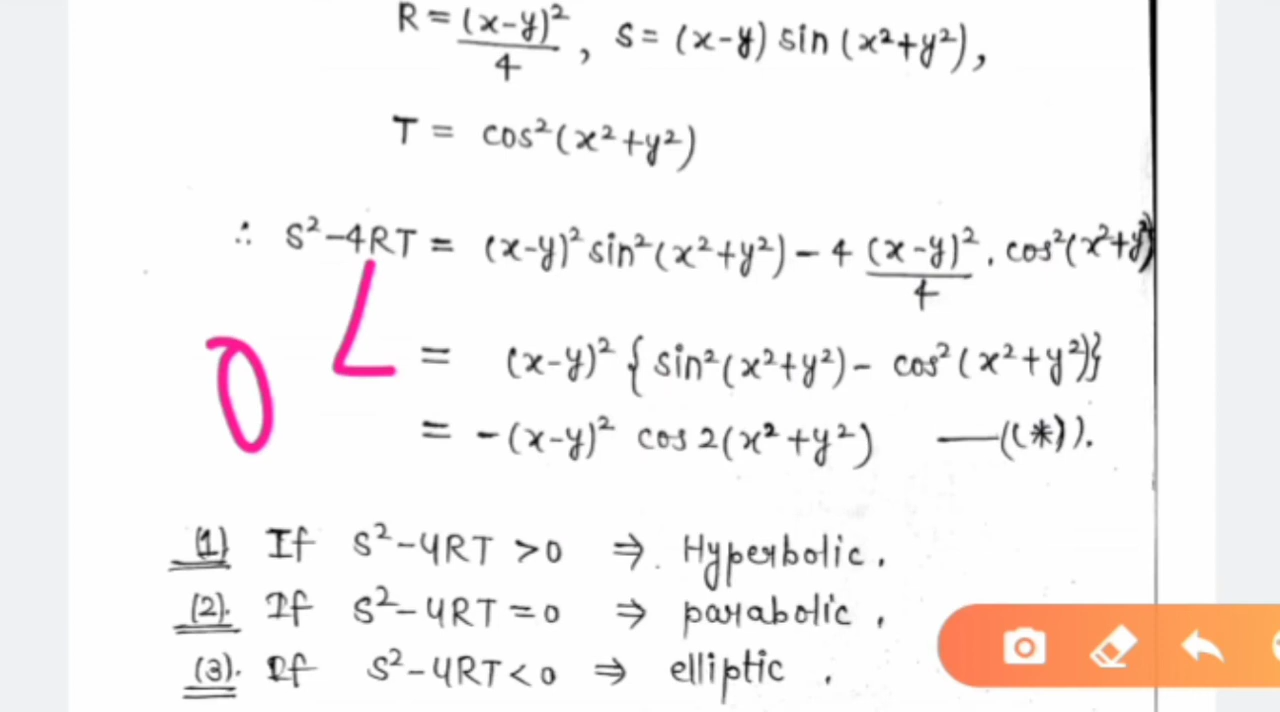 R = (x-y)²/4, S = (x-y) sin (x²+y²),
T = cos²(x²+y²)
∴ S²-4RT = (x-y)² sin²(x²+y²) - 4 (x-y)²/4 . cos²(x²+y²)
= (x-y)² { sin²(x²+y²) - cos²(x²+y²)}
= -(x-y)² cos 2(x²+y²) —((*)).
(1) If S²-4RT >0 ⇒. Hyperbolic.
(2). If S²-4RT = 0 ⇒ parabolic.
(3). If S²-4RT < 0 ⇒ elliptic.